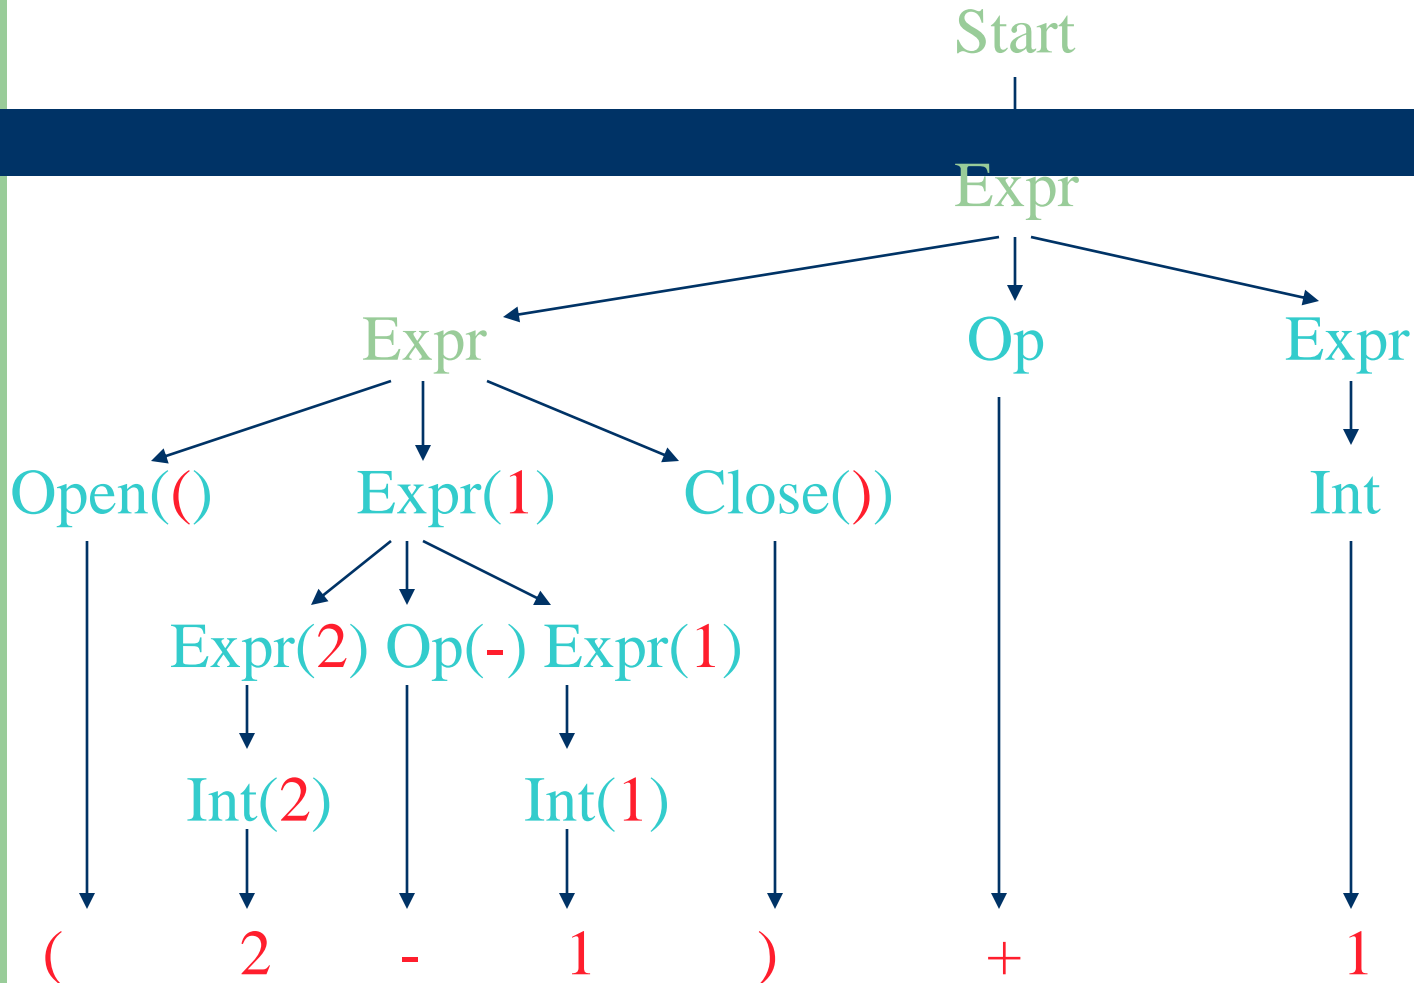 Start
Expr
Expr Op Expr
Open(() Expr(1) Close()) Int
Expr(2) Op(-) Expr(1)
Int(2) Int(1)
( 2 - 1 ) + 1